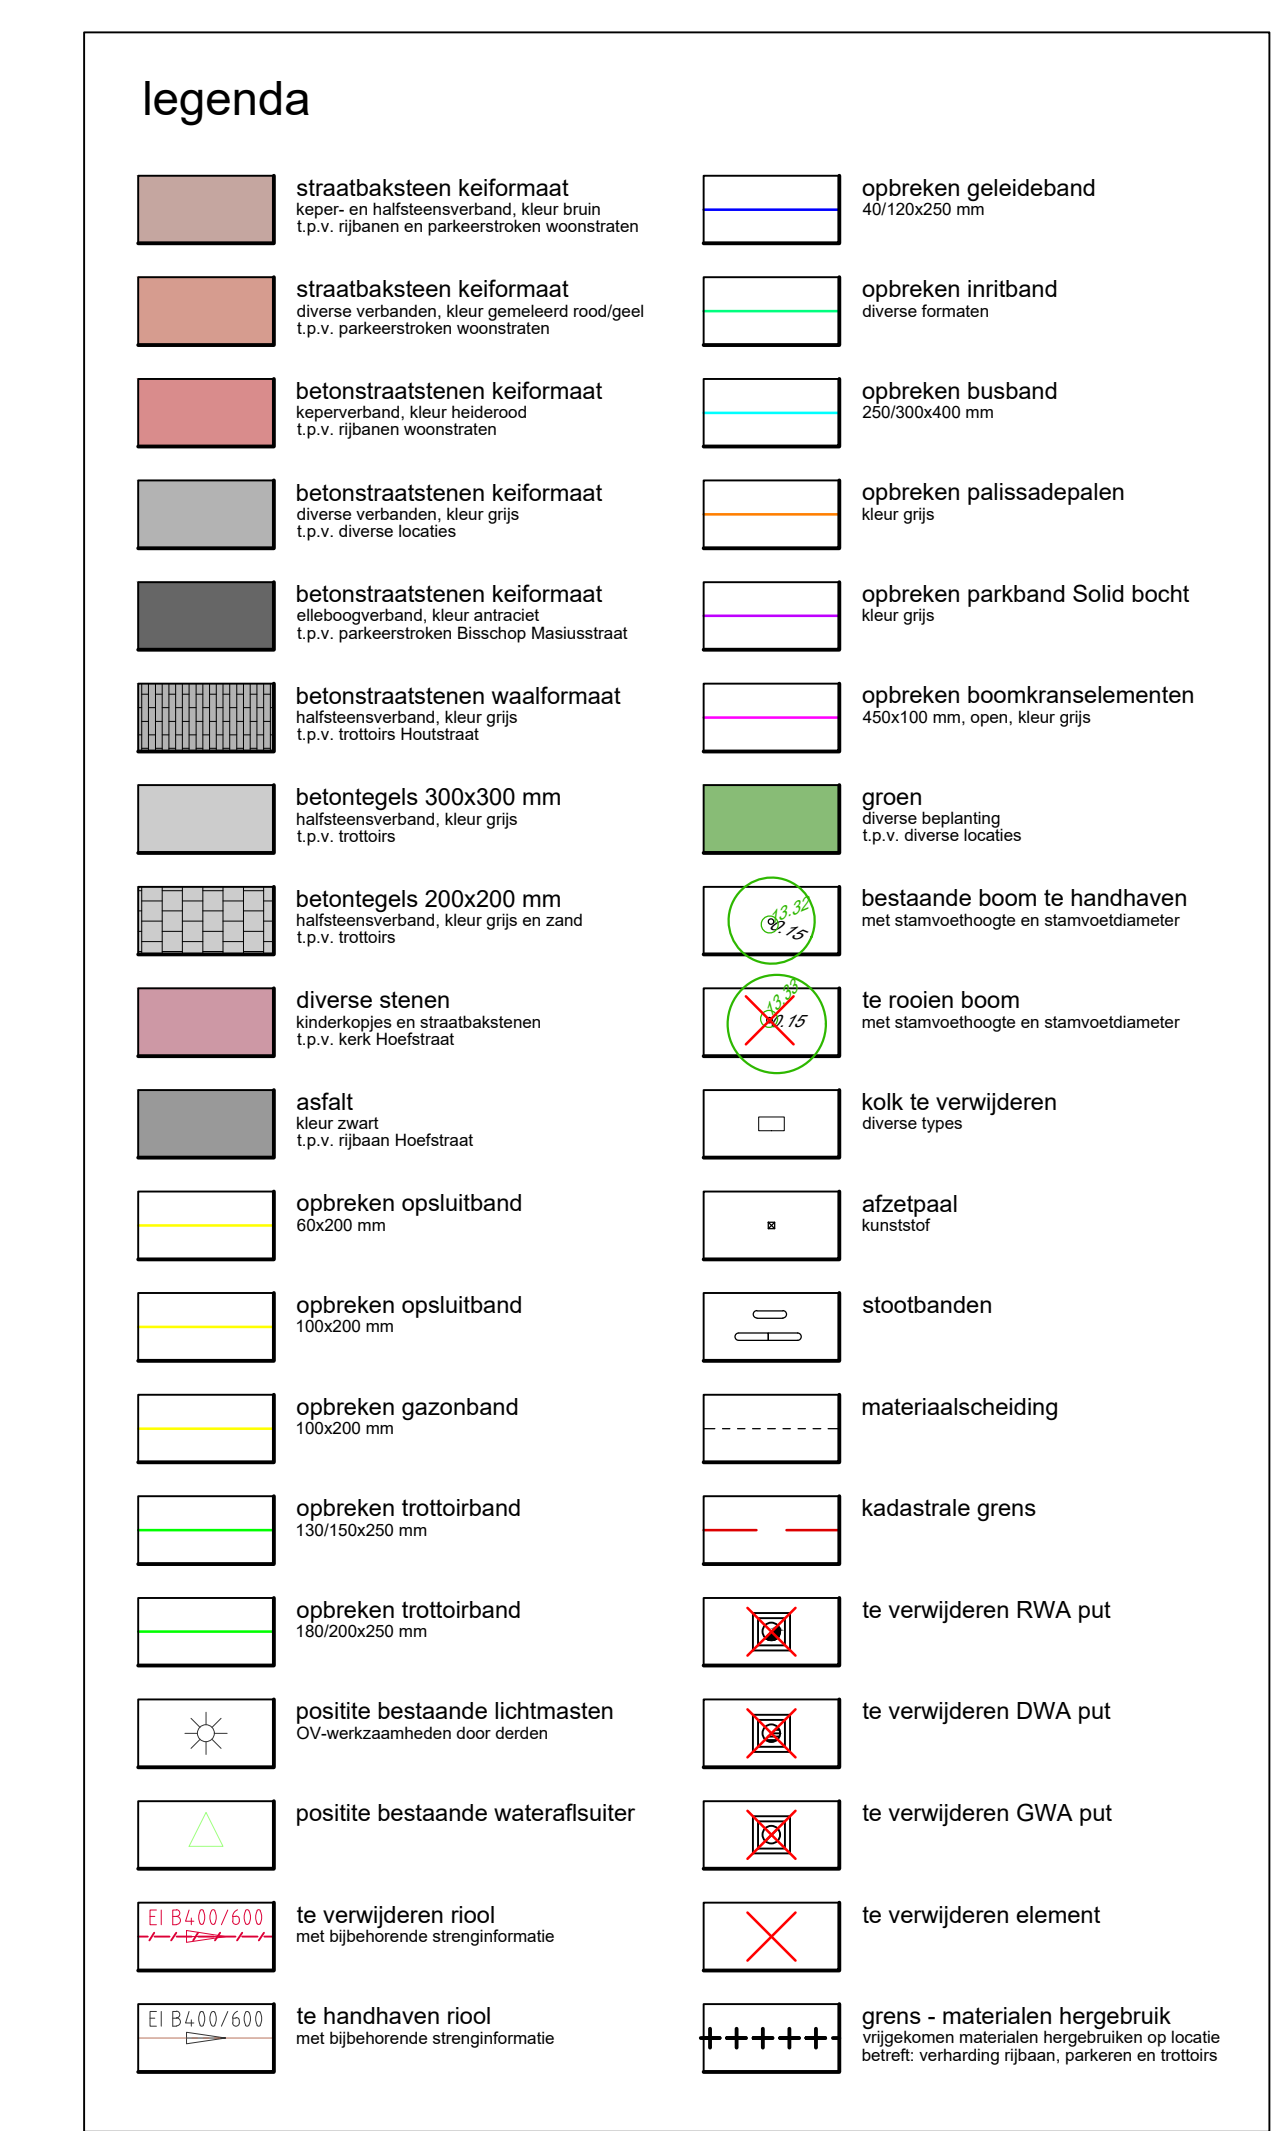 legenda
straatbaksteen keiformaat
keper- en halfsteensverband, kleur bruin
t.p.v. rijbanen en parkeerstroken woonstraten
straatbaksteen keiformaat
diverse verbanden, kleur gemeleerd rood/geel
t.p.v. parkeerstroken woonstraten
betonstraatstenen keiformaat
keperverband, kleur heiderood
t.p.v. rijbanen woonstraten
betonstraatstenen keiformaat
diverse verbanden, kleur grijs
t.p.v. diverse locaties
betonstraatstenen keiformaat
elleboogverband, kleur antraciet
t.p.v. parkeerstroken Bisschop Masiusstraat
betonstraatstenen waalformaat
halfsteensverband, kleur grijs
t.p.v. trottoirs Houtstraat
betontegels 300x300 mm
halfsteensverband, kleur grijs
t.p.v. trottoirs
betontegels 200x200 mm
halfsteensverband, kleur grijs en zand
t.p.v. trottoirs
diverse stenen
kinderkopjes en straatbakstenen
t.p.v. kerk Hoefstraat
asfalt
kleur zwart
t.p.v. rijbaan Hoefstraat
opbreken opsluitband
60x200 mm
opbreken opsluitband
100x200 mm
opbreken gazonband
100x200 mm
opbreken trottoirband
130/150x250 mm
opbreken trottoirband
180/200x250 mm
positite bestaande lichtmasten
OV-werkzaamheden door derden
positite bestaande wateraflsuiter
EI B400/600
te verwijderen riool
met bijbehorende strenginformatie
EI B400/600
te handhaven riool
met bijbehorende strenginformatie
opbreken geleideband
40/120x250 mm
opbreken inritband
diverse formaten
opbreken busband
250/300x400 mm
opbreken palissadepalen
kleur grijs
opbreken parkband Solid bocht
kleur grijs
opbreken boomkranselementen
450x100 mm, open, kleur grijs
groen
diverse beplanting
t.p.v. diverse locaties
13.32
0.15
bestaande boom te handhaven
met stamvoethoogte en stamvoetdiameter
13.33
0.15
te rooien boom
met stamvoethoogte en stamvoetdiameter
kolk te verwijderen
diverse types
afzetpaal
kunststof
stootbanden
materiaalscheiding
kadastrale grens
te verwijderen RWA put
te verwijderen DWA put
te verwijderen GWA put
te verwijderen element
grens - materialen hergebruik
vrijgekomen materialen hergebruiken op locatie
betreft: verharding rijbaan, parkeren en trottoirs